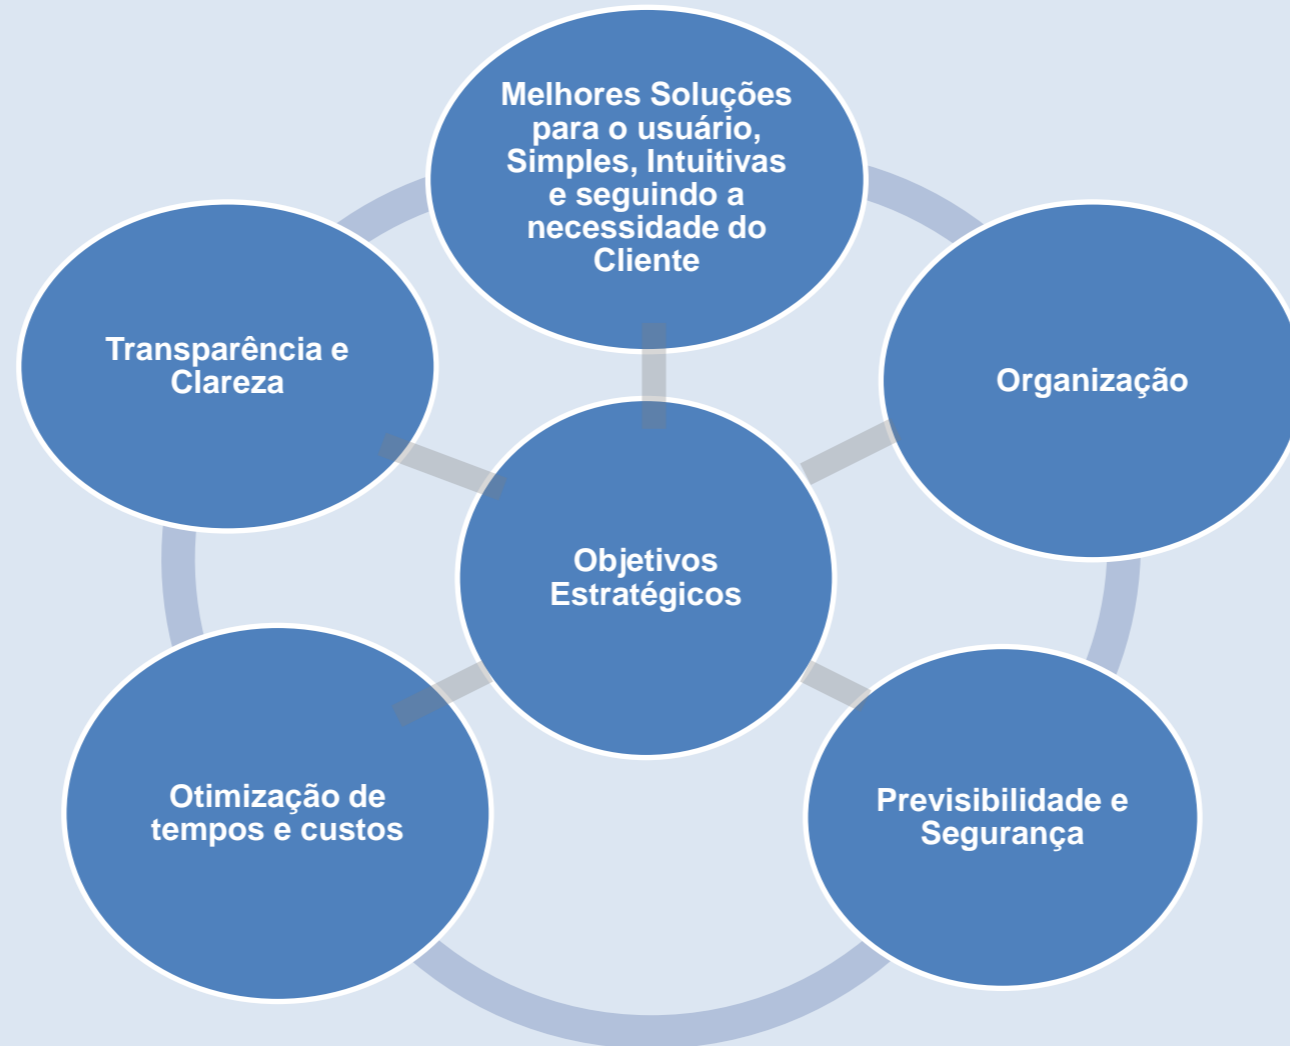 Melhores Soluções
para o usuário,
Simples, Intuitivas
e seguindo a
necessidade do
Cliente
Transparência e
Clareza
Organização
Objetivos
Estratégicos
Otimização de
tempos e custos
Previsibilidade e
Segurança